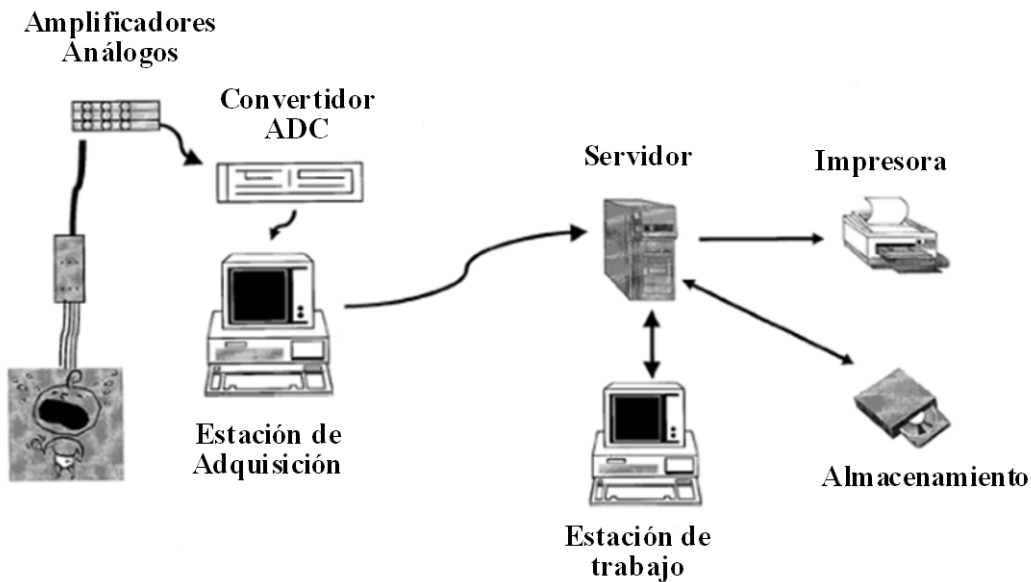 Amplificadores
Análogos
Convertidor
ADC
Servidor
Impresora
Estación de
Adquisición
Almacenamiento
Estación de
trabajo